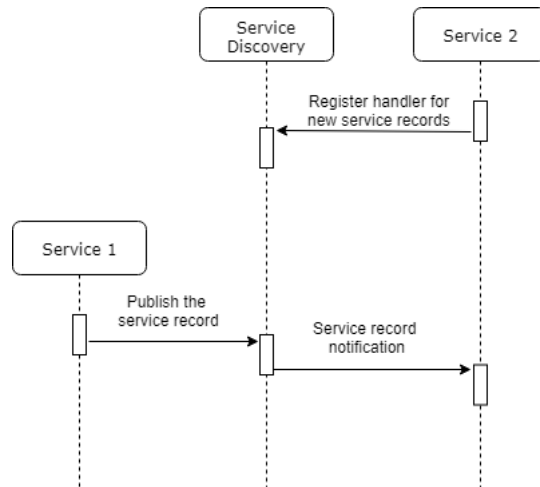 Service
Discovery
Service 2
Register handler for
new service records
Service 1
Publish the
service record
Service record
notification